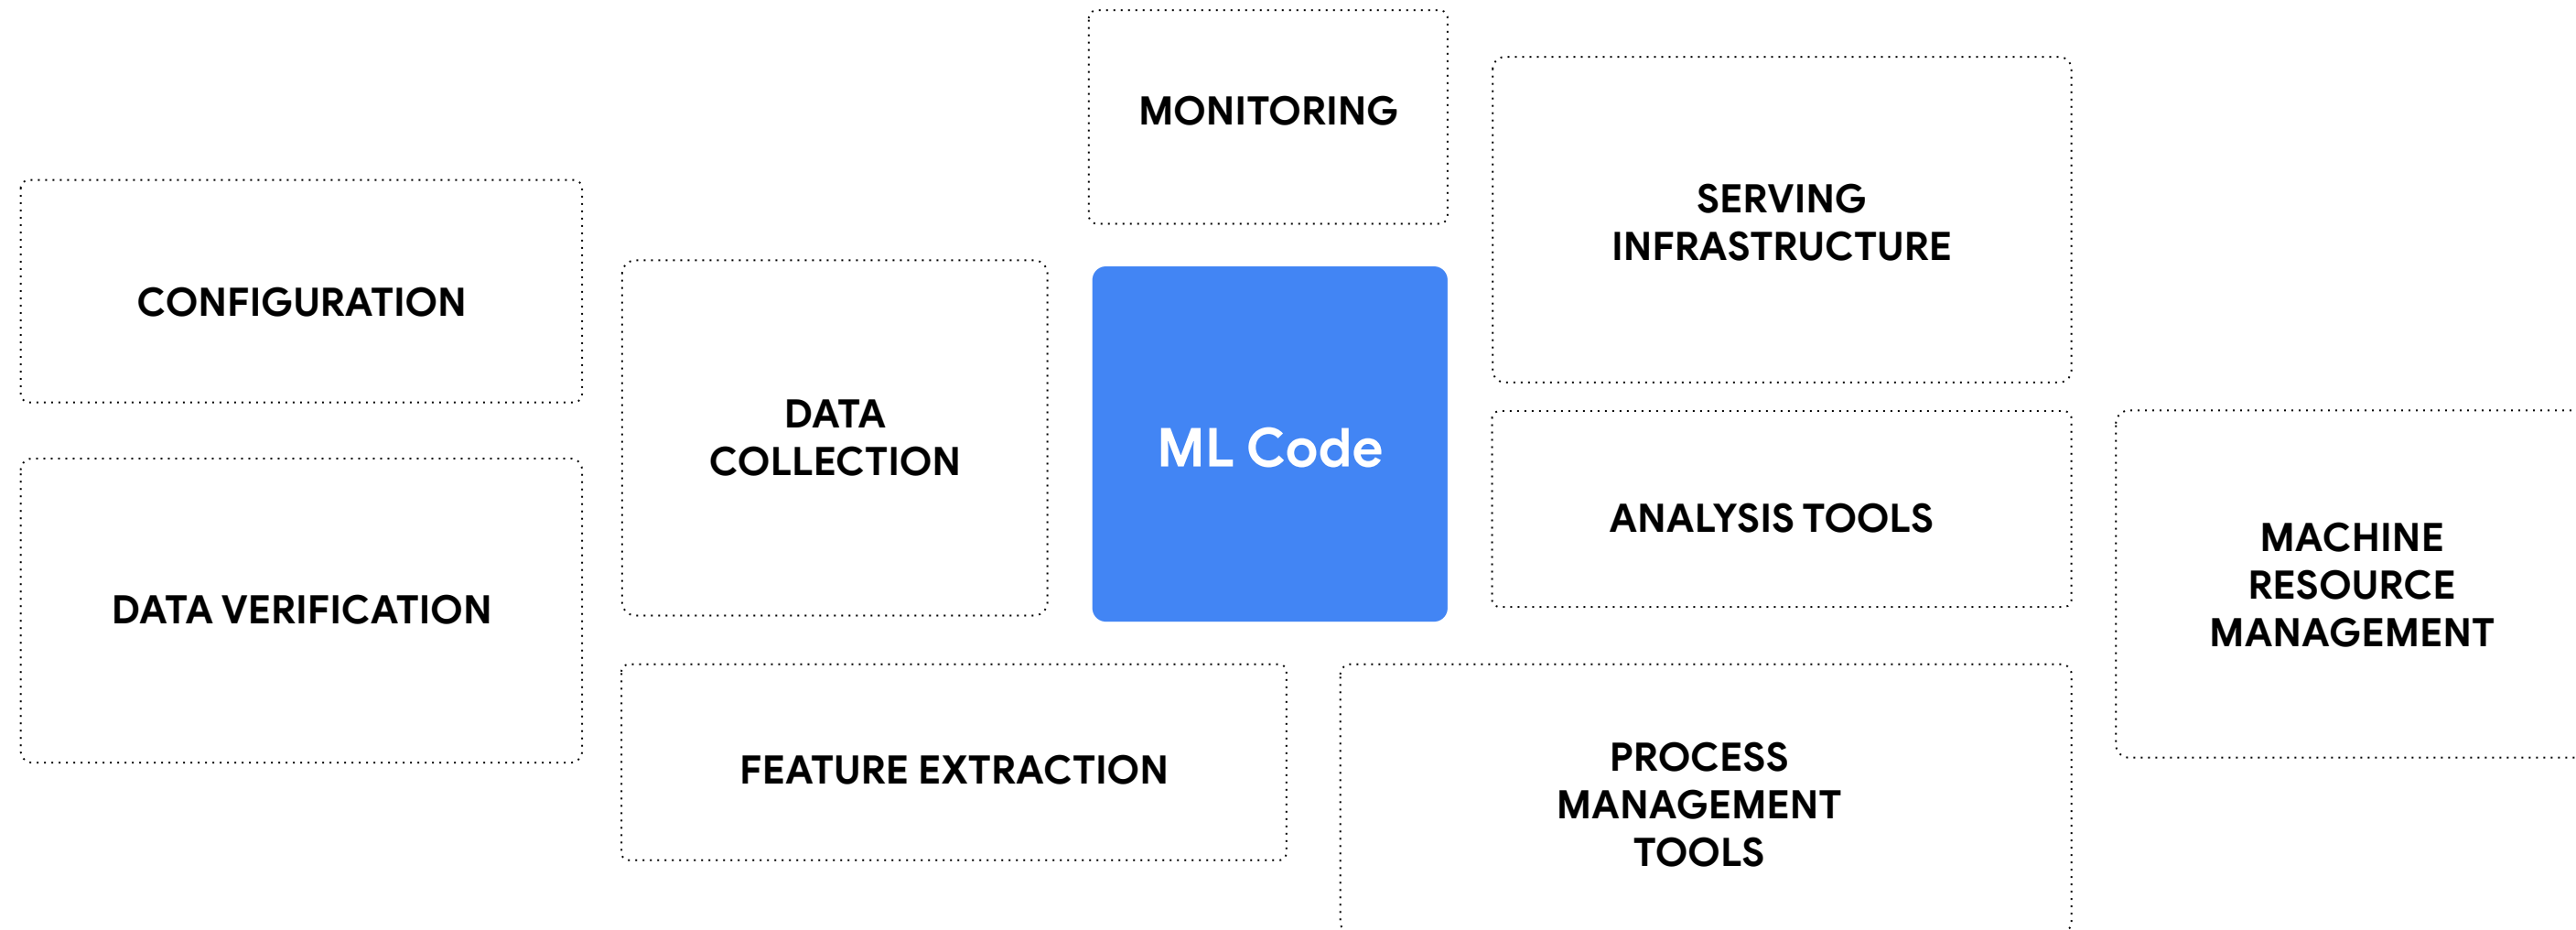 MONITORING
SERVING
INFRASTRUCTURE
CONFIGURATION
DATA
COLLECTION
ML Code
ANALYSIS TOOLS
MACHINE
RESOURCE
MANAGEMENT
DATA VERIFICATION
FEATURE EXTRACTION
PROCESS
MANAGEMENT
TOOLS